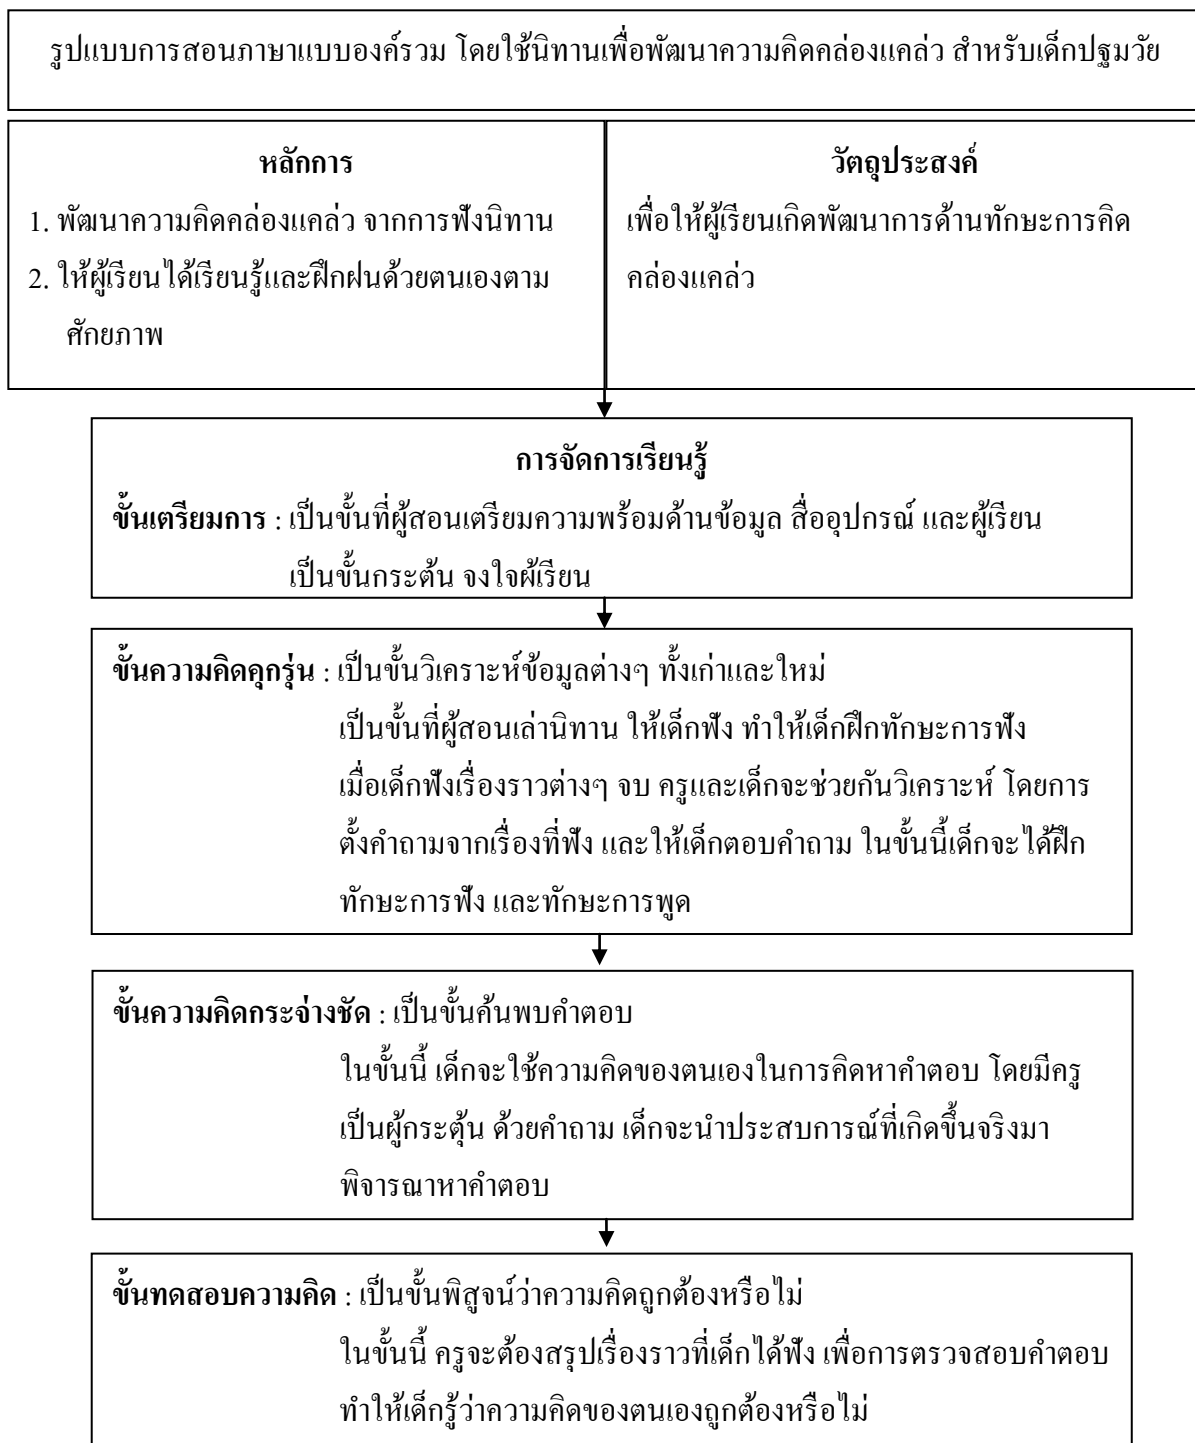 รูปแบบการสอนภาษาแบบองค์รวม โดยใช้นิทานเพื่อพัฒนาความคิดคล่องแคล่ว สำหรับเด็กปฐมวัย
หลักการ
1. พัฒนาความคิดคล่องแคล่ว จากการฟังนิทาน
2. ให้ผู้เรียนได้เรียนรู้และฝึกฝนด้วยตนเองตาม
ศักยภาพ
วัตถุประสงค์
เพื่อให้ผู้เรียนเกิดพัฒนาการด้านทักษะการคิด
คล่องแคล่ว
การจัดการเรียนรู้
ขั้นเตรียมการ : เป็นขั้นที่ผู้สอนเตรียมความพร้อมด้านข้อมูล สื่ออุปกรณ์ และผู้เรียน
เป็นขั้นกระตุ้น จูงใจผู้เรียน
ขั้นความคิดคุกรุ่น : เป็นขั้นวิเคราะห์ข้อมูลต่างๆ ทั้งเก่าและใหม่
เป็นขั้นที่ผู้สอนเล่านิทาน ให้เด็กฟัง ทำให้เด็กฝึกทักษะการฟัง
เมื่อเด็กฟังเรื่องราวต่างๆ จบ ครูและเด็กจะช่วยกันวิเคราะห์ โดยการ
ตั้งคำถามจากเรื่องที่ฟัง และให้เด็กตอบคำถาม ในขั้นนี้เด็กจะได้ฝึก
ทักษะการฟัง และทักษะการพูด
ขั้นความคิดกระจ่างชัด : เป็นขั้นค้นพบคำตอบ
ในขั้นนี้ เด็กจะใช้ความคิดของตนเองในการคิดหาคำตอบ โดยมีครู
เป็นผู้กระตุ้น ด้วยคำถาม เด็กจะนำประสบการณ์ที่เกิดขึ้นจริงมา
พิจารณาหาคำตอบ
ขั้นทดสอบความคิด : เป็นขั้นพิสูจน์ว่าความคิดถูกต้องหรือไม่
ในขั้นนี้ ครูจะต้องสรุปเรื่องราวที่เด็กได้ฟัง เพื่อการตรวจสอบคำตอบ
ทำให้เด็กรู้ว่าความคิดของตนเองถูกต้องหรือไม่